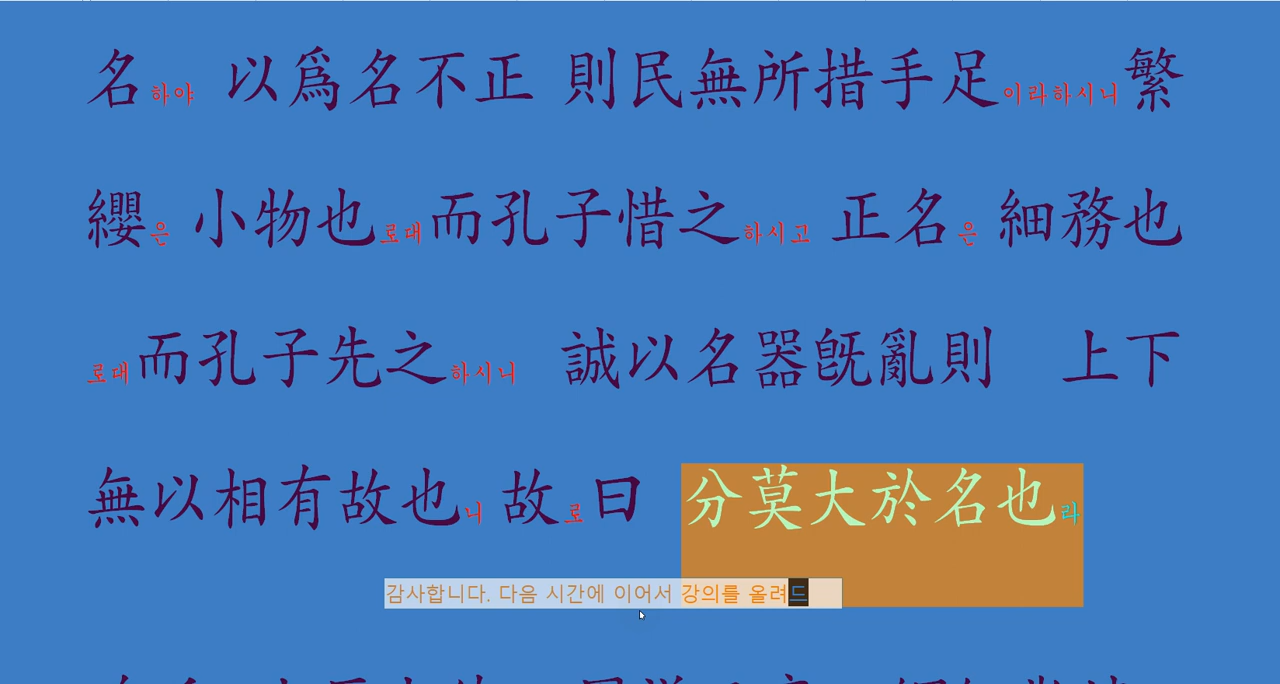 名하야 以爲名不正 則民無所措手足이라하시니 繁
纓은 小物也로대 而孔子惜之하시고 正名은 細務也
로대 而孔子先之하시니 誠以名器旣亂則 上下
無以相有故也니 故로 曰 分莫大於名也라
감사합니다. 다음 시간에 이어서 강의를 올려드